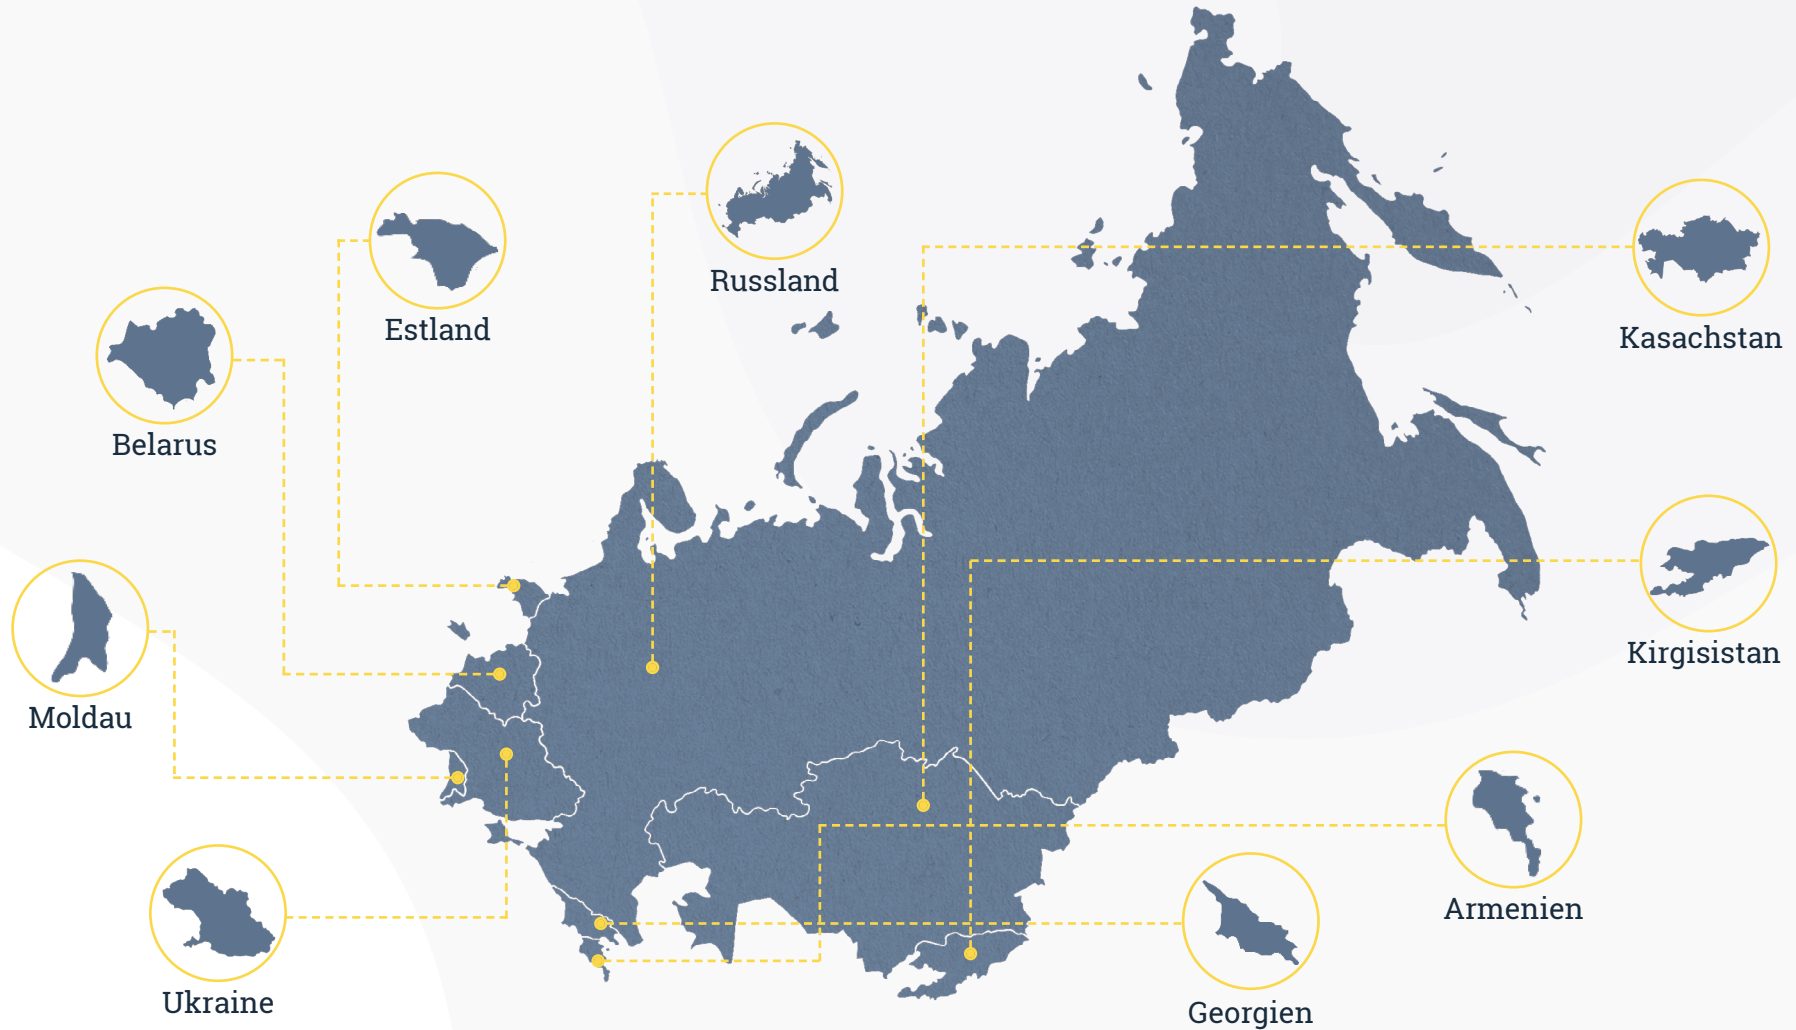 Russland
Estland
Kasachstan
Belarus
Kirgisistan
Moldau
Armenien
Ukraine
Georgien